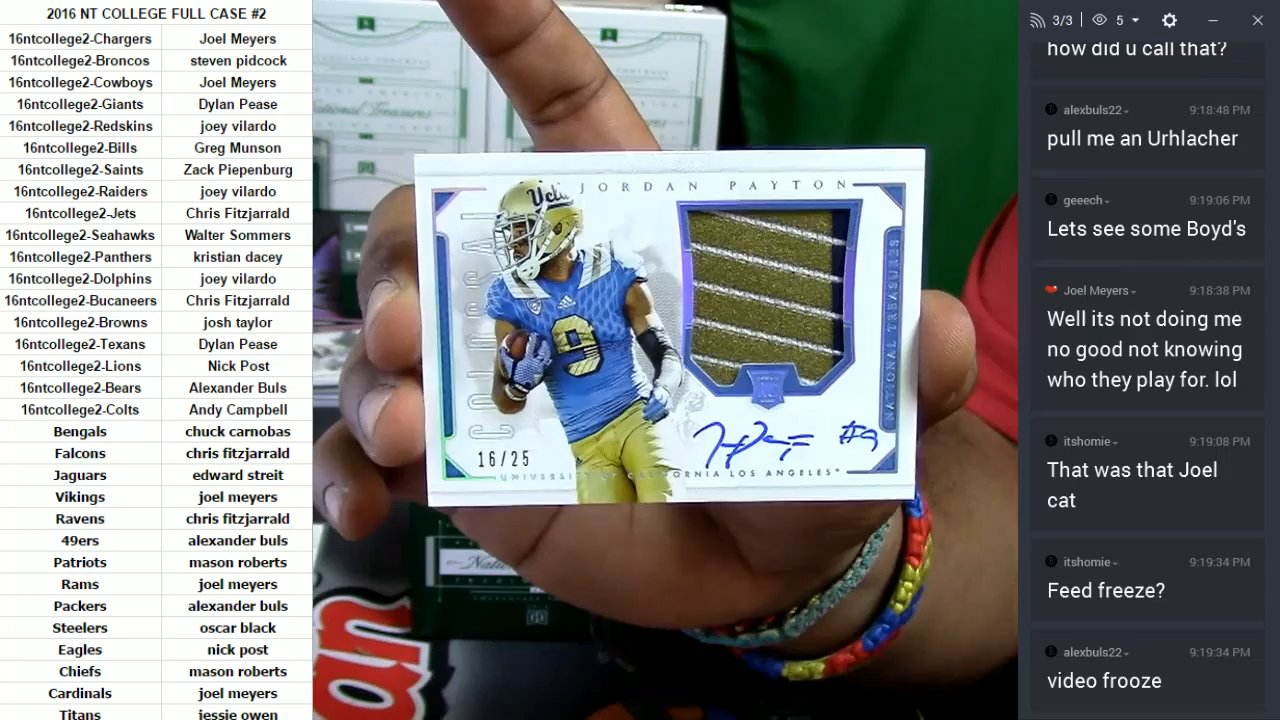 2016 NT COLLEGE FULL CASE #2
16ntcollege2-Chargers Joel Meyers
16ntcollege2-Broncos steven pidcock
16ntcollege2-Cowboys Joel Meyers
16ntcollege2-Giants Dylan Pease
16ntcollege2-Redskins joey vilardo
16ntcollege2-Bills Greg Munson
16ntcollege2-Saints Zack Piepenburg
16ntcollege2-Raiders joey vilardo
16ntcollege2-Jets Chris Fitzjarrald
16ntcollege2-Seahawks Walter Sommers
16ntcollege2-Panthers kristian dacey
16ntcollege2-Dolphins joey vilardo
16ntcollege2-Bucaneers Chris Fitzjarrald
16ntcollege2-Browns josh taylor
16ntcollege2-Texans Dylan Pease
16ntcollege2-Lions Nick Post
16ntcollege2-Bears Alexander Buls
16ntcollege2-Colts Andy Campbell
Bengals chuck carnobas
Falcons chris fitzjarrald
Jaguars edward streit
Vikings joel meyers
Ravens chris fitzjarrald
49ers alexander buls
Patriots mason roberts
Rams joel meyers
Packers alexander buls
Steelers oscar black
Eagles nick post
Chiefs mason roberts
Cardinals joel meyers
Titans jessie owen
National Treasures
JORDAN PAYTON
COLOSSAL
Ucla
adidas
9
NATIONAL TREASURES
#9
16/25
UNIVERSITY OF CALIFORNIA LOS ANGELES
3/3 5
how did u call that?
alexbuls22 9:18:48 PM
pull me an Urhlacher
geeech 9:19:06 PM
Lets see some Boyd's
Joel Meyers 9:18:38 PM
Well its not doing me
no good not knowing
who they play for. lol
itshomie 9:19:08 PM
That was that Joel
cat
itshomie 9:19:34 PM
Feed freeze?
alexbuls22 9:19:34 PM
video frooze